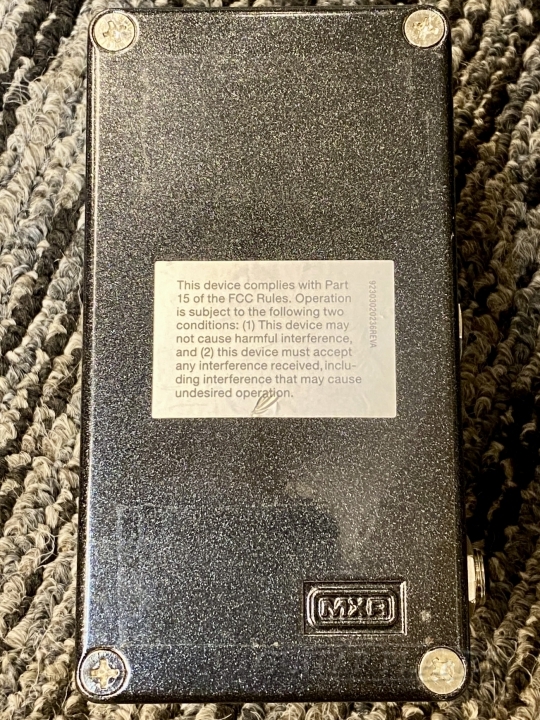 This device complies with Part
15 of the FCC Rules. Operation
is subject to the following two
conditions: (1) This device may
not cause harmful interference,
and (2) this device must accept
any interference received, inclu-
ding interference that may cause
undesired operation.
MXR